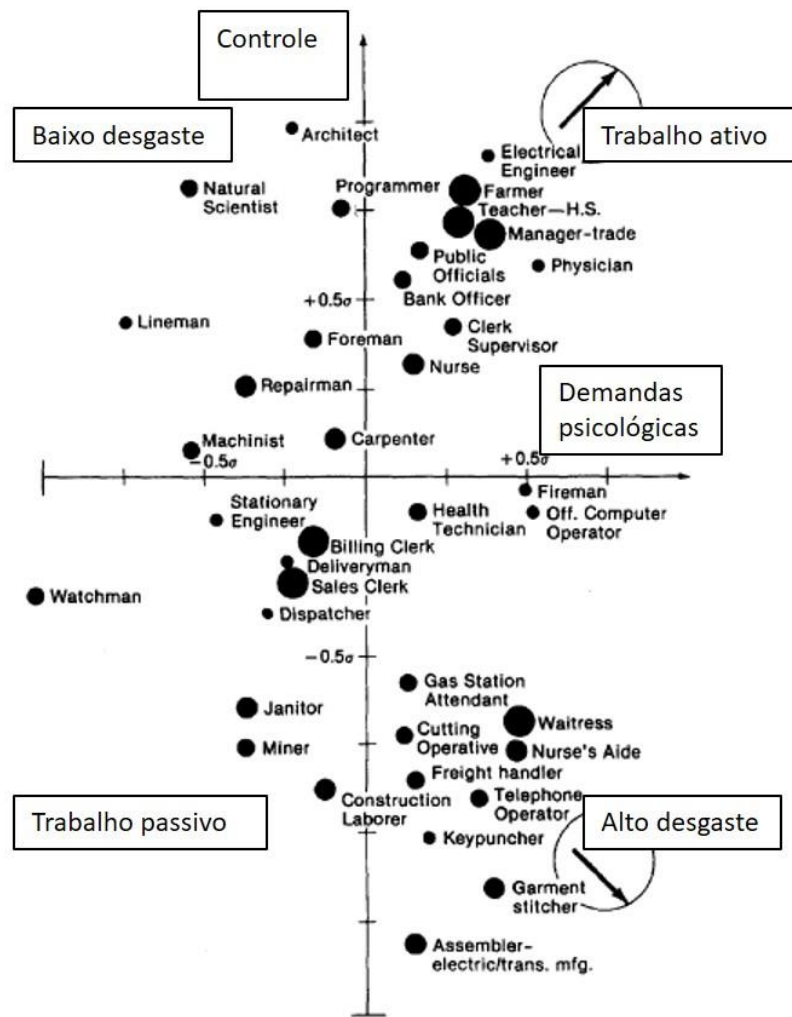 Controle
Baixo desgaste
Trabalho ativo
Architect
Electrical
Engineer
Natural
Scientist
Programmer
Farmer
Teacher—H.S.
Manager-trade
Public
Officials
Physician
Bank Officer
+0.5σ
Lineman
Foreman
Clerk
Supervisor
Nurse
Repairman
Demandas
psicológicas
Machinist
Carpenter
-0.5σ
+0.5σ
Fireman
Stationary
Engineer
Health
Technician
Off. Computer
Operator
Billing Clerk
Deliveryman
Sales Clerk
Watchman
Dispatcher
-0.5σ
Gas Station
Attendant
Janitor
Waitress
Cutting
Operative
Miner
Nurse's Aide
Freight handler
Construction
Laborer
Telephone
Operator
Trabalho passivo
Alto desgaste
Keypuncher
Garment
stitcher
Assembler-
electric/trans. mfg.